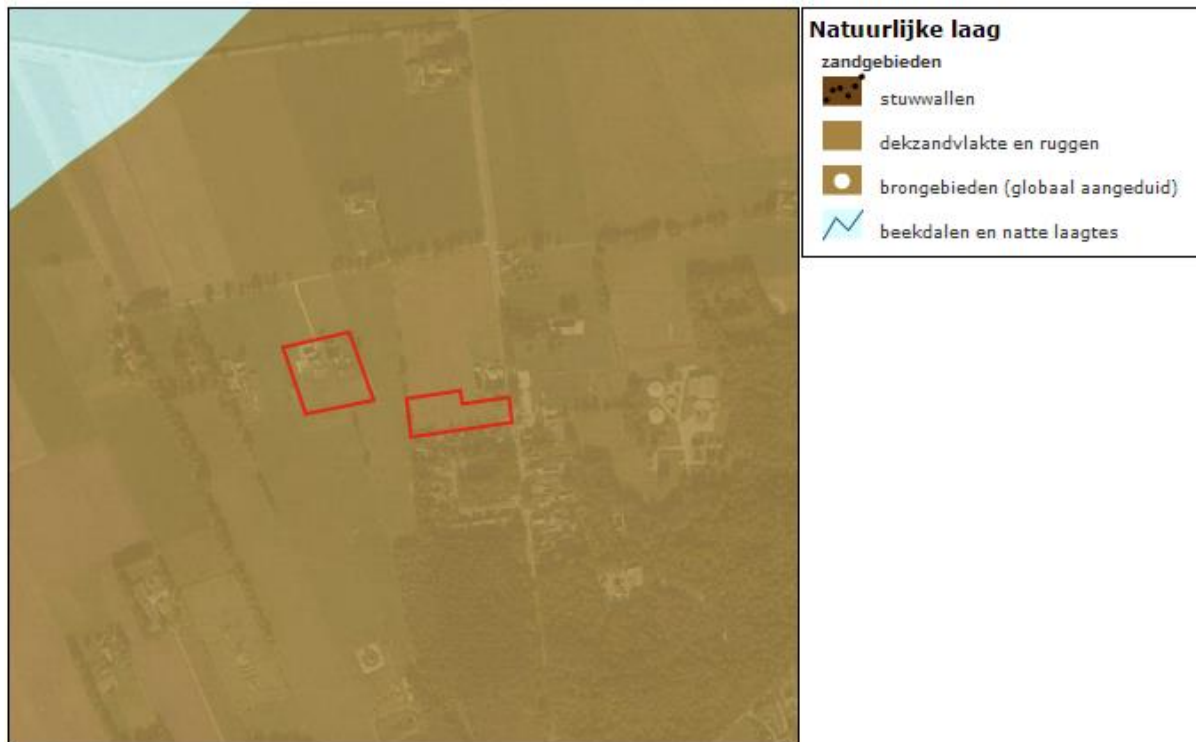 Natuurlijke laag
zandgebieden
stuwwallen
dekzandvlakte en ruggen
brongebieden (globaal aangeduid)
beekdalen en natte laagtes